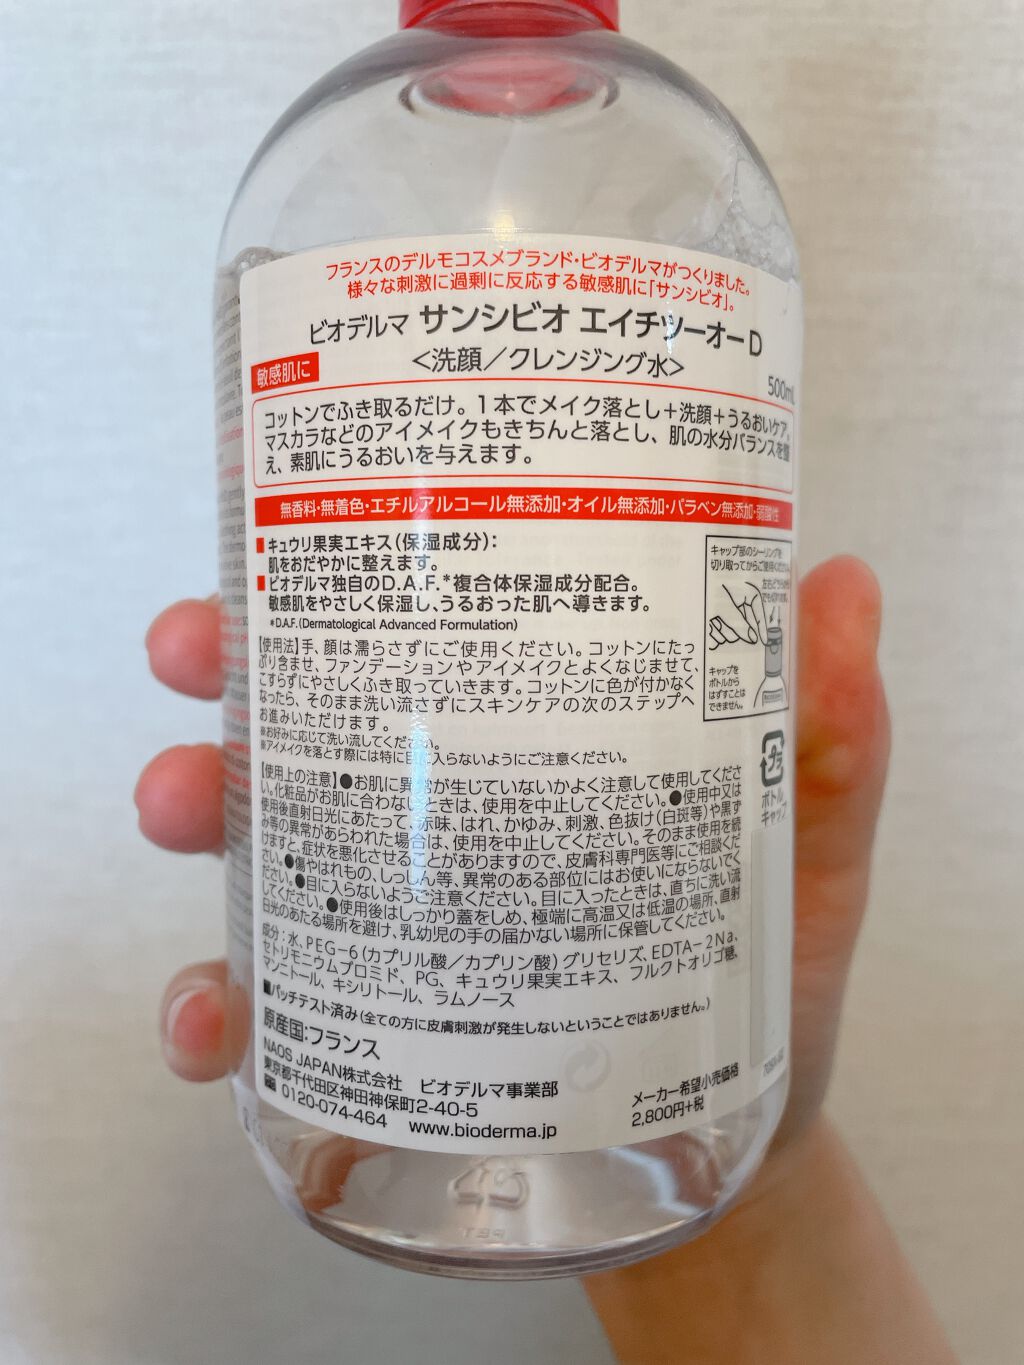 フランスのデルモコスメブランド・ビオデルマがつくりました。
様々な刺激に過剰に反応する敏感肌に「サンシビオ」。
ビオデルマ サンシビオ エイチツーオー D
<洗顔／クレンジング水>
敏感肌に
500mL
コットンでふき取るだけ。1本でメイク落とし＋洗顔＋うるおいケア。
マスカラなどのアイメイクもきちんと落とし、肌の水分バランスを整
え、素肌にうるおいを与えます。
無香料・無着色・エチルアルコール無添加・オイル無添加・パラベン無添加・弱酸性
■キュウリ果実エキス（保湿成分）：
肌をおだやかに整えます。
■ビオデルマ独自のD.A.F.*複合体保湿成分配合。
敏感肌をやさしく保湿し、うるおった肌へ導きます。
*D.A.F.(Dermatological Advanced Formulation)
キャップ部のシーリングを
切り取ってからご使用ください。
左右どちらからでも切れます。
キャップを
ボトルから
はずすことは
できません。
【使用法】手、顔は濡らさずにご使用ください。コットンにたっ
ぷり含ませ、ファンデーションやアイメイクとよくなじませて、
こすらずにやさしくふき取っていきます。コットンに色が付かなく
なったら、そのまま洗い流さずにスキンケアの次のステップへ
お進みいただけます。
※お好みに応じて洗い流してください。
※アイメイクを落とす際には特に目に入らないようにご注意ください。
プラ
ボトル
キャップ
【使用上の注意】●お肌に異常が生じていないかよく注意して使用してくださ
い。化粧品がお肌に合わないときは、使用を中止してください。●使用中又は
使用後直射日光にあたって、赤味、はれ、かゆみ、刺激、色抜け(白斑等)や黒ず
み等の異常があらわれた場合は、使用を中止してください。そのまま使用を続
けますと、症状を悪化させることがありますので、皮膚科専門医等にご相談くだ
さい。●傷やはれもの、しっしん等、異常のある部位にはお使いにならないでく
ださい。●目に入らないようご注意ください。目に入ったときは、直ちに洗い流
してください。●使用後はしっかり蓋をしめ、極端に高温又は低温の場所、直射
日光のあたる場所を避け、乳幼児の手の届かない場所に保管してください。
成分：水、PEG−6（カプリル酸／カプリン酸）グリセリズ、EDTA−2Na、
セトリモニウムブロミド、PG、キュウリ果実エキス、フルクトオリゴ糖、
マンニトール、キシリトール、ラムノース
■パッチテスト済み（全ての方に皮膚刺激が発生しないということではありません。）
原産国：フランス
NAOS JAPAN株式会社 ビオデルマ事業部
東京都千代田区神田神保町2-40-5
0120-074-464 www.bioderma.jp
メーカー希望小売価格
2,800円+税
PET